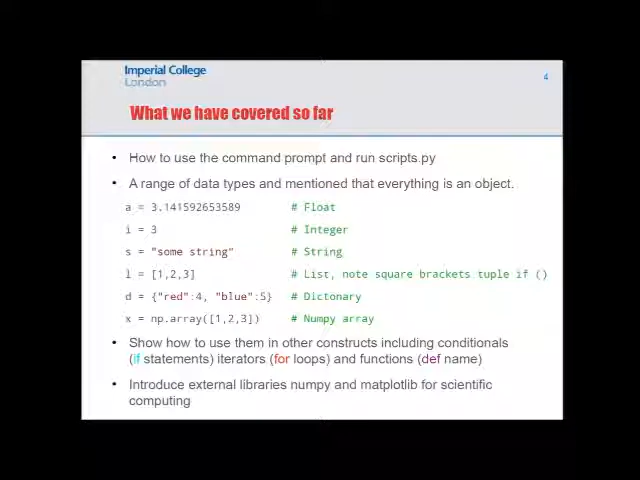 Imperial College
London
4
What we have covered so far
• How to use the command prompt and run scripts.py
• A range of data types and mentioned that everything is an object.
a = 3.141592653589 # Float
i = 3 # Integer
s = "some string" # String
l = [1,2,3] # List, note square brackets tuple if ()
d = {"red":4, "blue":5} # Dictonary
x = np.array([1,2,3]) # Numpy array
• Show how to use them in other constructs including conditionals
(if statements) iterators (for loops) and functions (def name)
• Introduce external libraries numpy and matplotlib for scientific
computing